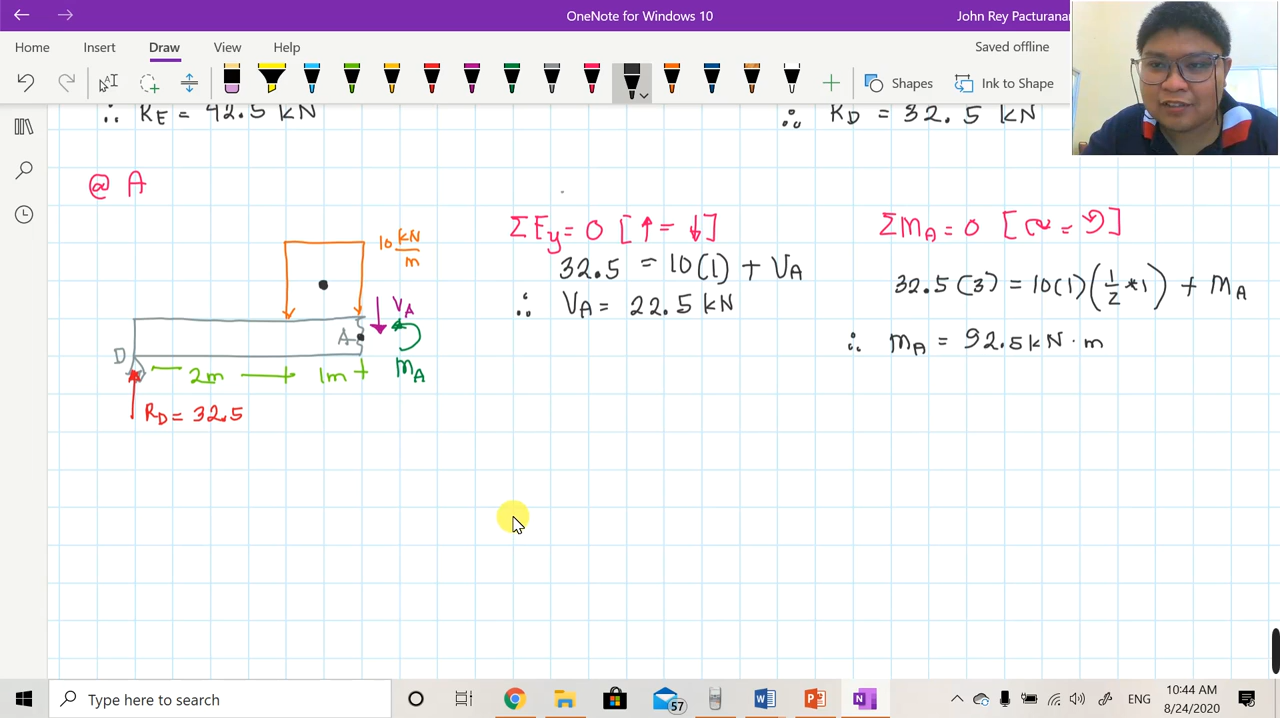 OneNote for Windows 10
John Rey Pacturanan
Home Insert Draw View Help
Saved offline
Shapes
Ink to Share
∴ RE = 42.5 kN
∴ RD = 32.5 kN
@ A
10 kN/m
VA
A
MA
D
2m
1m
RD = 32.5
ΣFy = 0 [↑ = ↓]
32.5 = 10(1) + VA
∴ VA = 22.5 kN
ΣMA = 0 [↷ = ↶]
32.5 (3) = 10(1)(1/2 *1) + MA
∴ MA = 92.5 kN · m
Type here to search
57
ENG
10:44 AM
8/24/2020